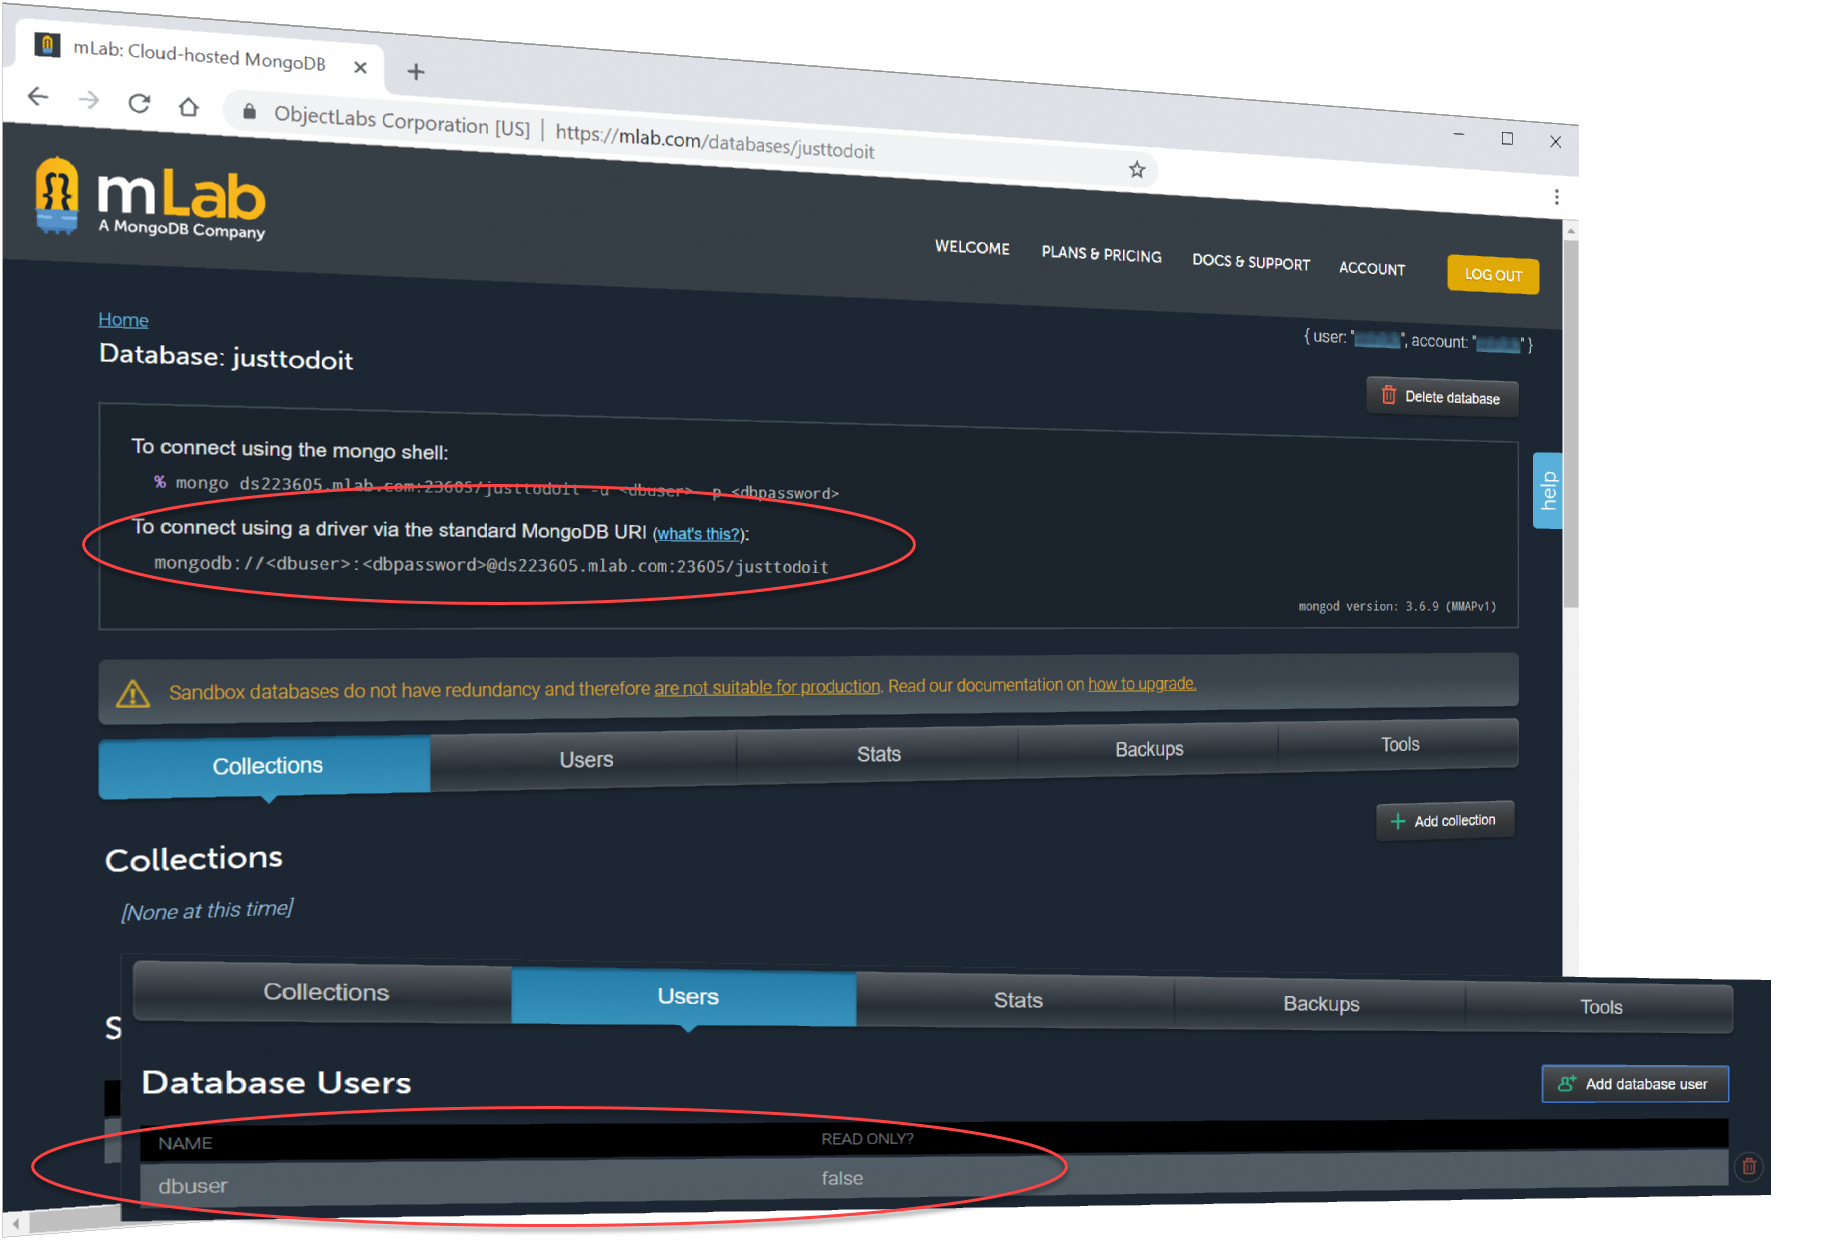 mLab: Cloud-hosted MongoDB
ObjectLabs Corporation [US] | https://mlab.com/databases/justtodoit
mLab
A MongoDB Company
WELCOME PLANS & PRICING DOCS & SUPPORT ACCOUNT LOG OUT
Home
{ user: "", account: "" }
Database: justtodoit
Delete database
To connect using the mongo shell:
% mongo ds223605.mlab.com:23605/justtodoit -u <dbuser> -p <dbpassword>
help
To connect using a driver via the standard MongoDB URI (what's this?):
mongodb://<dbuser>:<dbpassword>@ds223605.mlab.com:23605/justtodoit
mongod version: 3.6.9 (MMAPv1)
Sandbox databases do not have redundancy and therefore are not suitable for production. Read our documentation on how to upgrade.
Collections Users Stats Backups Tools
Add collection
Collections
[None at this time]
Collections Users Stats Backups Tools
S
Database Users
Add database user
NAME READ ONLY?
dbuser false